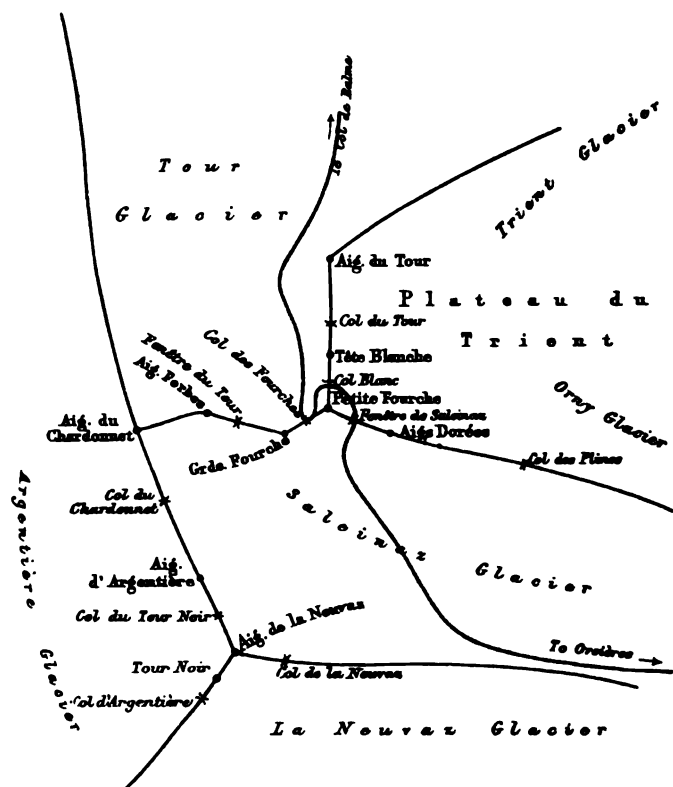 To Col de Balme
Tour
Glacier
Trient Glacier
Aig. du Tour
Plateau du
Trient
Col du Tour
Tête Blanche
Col Blanc
Petite Fourche
Fenêtre de Saleinaz
Aigs Dorées
Col des Plines
Orny Glacier
Col des Fourches
Fenêtre du Tour
Aig. Forbes
Grde Fourche
Aig. du
Chardonnet
Col du
Chardonnet
Argentière
Glacier
Saleinaz
Glacier
Aig.
d'Argentière
Col du Tour Noir
Aig. de la Neuvaz
To Orsières
Tour Noir
Col de la Neuvaz
Col d'Argentière
La Neuvaz Glacier